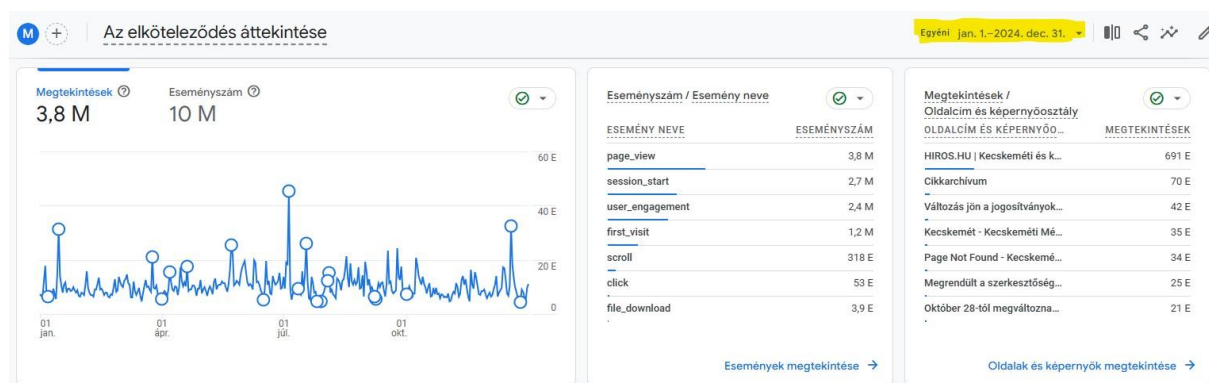 M
Az elköteleződés áttekintése
Egyéni jan. 1.–2024. dec. 31.
Megtekintések
3,8 M
Eseményszám
10 M
60 E
40 E
20 E
0
01
jan.
01
ápr.
01
júl.
01
okt.
Eseményszám / Esemény neve
ESEMÉNY NEVE ESEMÉNYSZÁM
page_view 3,8 M
session_start 2,7 M
user_engagement 2,4 M
first_visit 1,2 M
scroll 318 E
click 53 E
file_download 3,9 E
Események megtekintése
Megtekintések /
Oldalcím és képernyőosztály
OLDALCÍM ÉS KÉPERNYŐO… MEGTEKINTÉSEK
HIROS.HU | Kecskeméti és k… 691 E
Cikkarchívum 70 E
Változás jön a jogosítványok… 42 E
Kecskemét - Kecskeméti Mé… 35 E
Page Not Found - Kecskemé… 34 E
Megrendült a szerkesztőség… 25 E
Október 28-tól megváltozna… 21 E
Oldalak és képernyők megtekintése